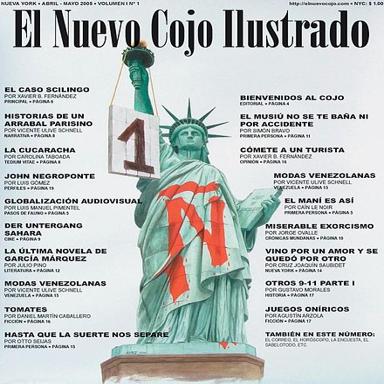 NUEVA YORK • ABRIL - MAYO 2005 • VOLUMEN I Nº 1
http://elnuevocojo.com • NYC: $ 1.00
El Nuevo Cojo Ilustrado
EL CASO SCILINGO
POR XAVIER B. FERNÁNDEZ
PRINCIPAL • PÁGINA 6
HISTORIAS DE UN
ARRABAL PARISINO
POR VICENTE ULIVE SCHNELL
NARRATIVA • PÁGINA 8
LA CUCARACHA
POR CAROLINA TABOADA
TEDIUM VITAE • PÁGINA 8
JOHN NEGROPONTE
POR LUIS GÓMEZ
PERFILES • PÁGINA 15
GLOBALIZACIÓN AUDIOVISUAL
POR LUIS MANUEL PIMENTEL
PASOS DE FAUNO • PÁGINA 5
DER UNTERGANG
SAHARA
CINE • PÁGINA 9
LA ÚLTIMA NOVELA DE
GARCÍA MÁRQUEZ
POR JULIO PINO
LITERATURA • PÁGINA 12
MODAS VENEZOLANAS
POR VICENTE ULIVE SCHNELL
VENEZUELA • PÁGINA 13
TOMATES
POR DANIEL MARTÍN CABALLERO
FICCIÓN • PÁGINA 16
HASTA QUE LA SUERTE NOS SEPARE
POR OTTO SEIJAS
PRIMERA PERSONA • PÁGINA 15
1
N
BIENVENIDOS AL COJO
EDITORIAL • PÁGINA 4
EL MUSIÚ NO SE TE BAÑA NI
POR ACCIDENTE
POR SIMÓN BRAVO
PRIMERA PERSONA • PÁGINA 11
CÓMETE A UN TURISTA
POR XAVIER B. FERNÁNDEZ
OPINIÓN • PÁGINA 16
MODAS VENEZOLANAS
POR VICENTE ULIVE SCHNELL
VENEZUELA • PÁGINA 13
EL MANÍ ES ASÍ
POR CAÍN LE NOIR
PRIMERA PERSONA • PÁGINA 5
MISERABLE EXORCISMO
POR JORGE OVALLE
CRÓNICAS MUNDANAS • PÁGINA 10
VINO POR UN AMOR Y SE
QUEDÓ POR OTRO
POR CRUZ JOAQUÍN SAUBIDET
NUEVA YORK • PÁGINA 14
OTROS 9-11 PARTE I
POR GUSTAVO MORALES
HISTORIA • PÁGINA 17
JUEGOS ONÍRICOS
POR AGUSTÍN ARZOLA
FICCIÓN • PÁGINA 17
TAMBIÉN EN ESTE NÚMERO:
EL CORREO, EL HORÓSCOPO, LA ENCUESTA, EL
SABELOTODO, ETC.